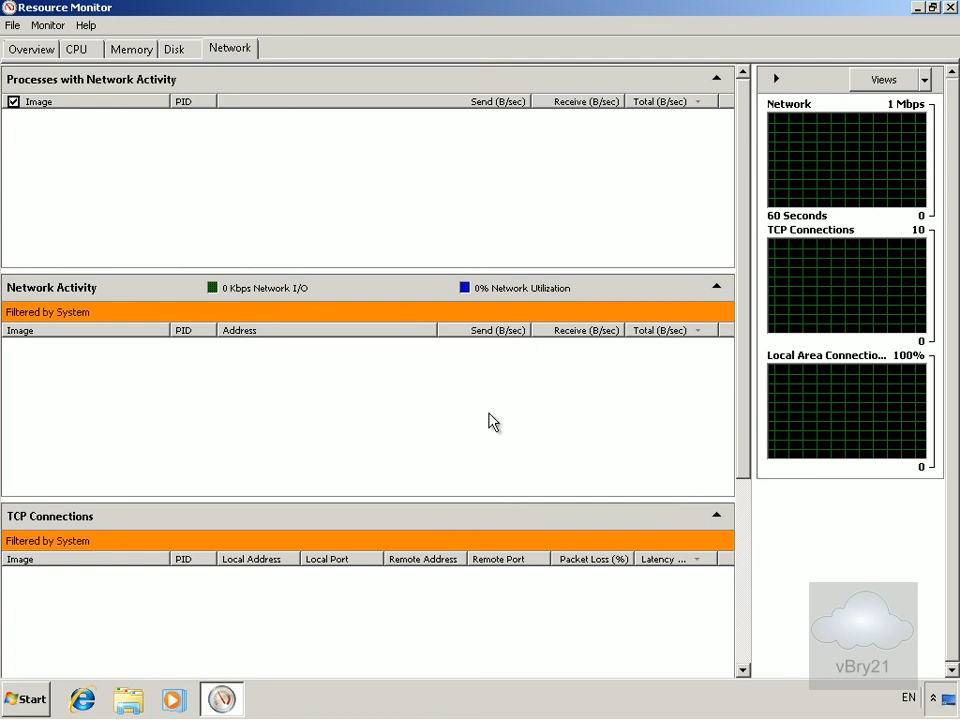 Resource Monitor
File Monitor Help
Overview CPU Memory Disk Network
Processes with Network Activity
Image PID Send (B/sec) Receive (B/sec) Total (B/sec)
Network Activity 0 Kbps Network I/O 0% Network Utilization
Filtered by System
Image PID Address Send (B/sec) Receive (B/sec) Total (B/sec)
TCP Connections
Filtered by System
Image PID Local Address Local Port Remote Address Remote Port Packet Loss (%) Latency ...
Views
Network 1 Mbps
60 Seconds 0
TCP Connections 10
0
Local Area Connectio... 100%
0
vBry21
Start EN